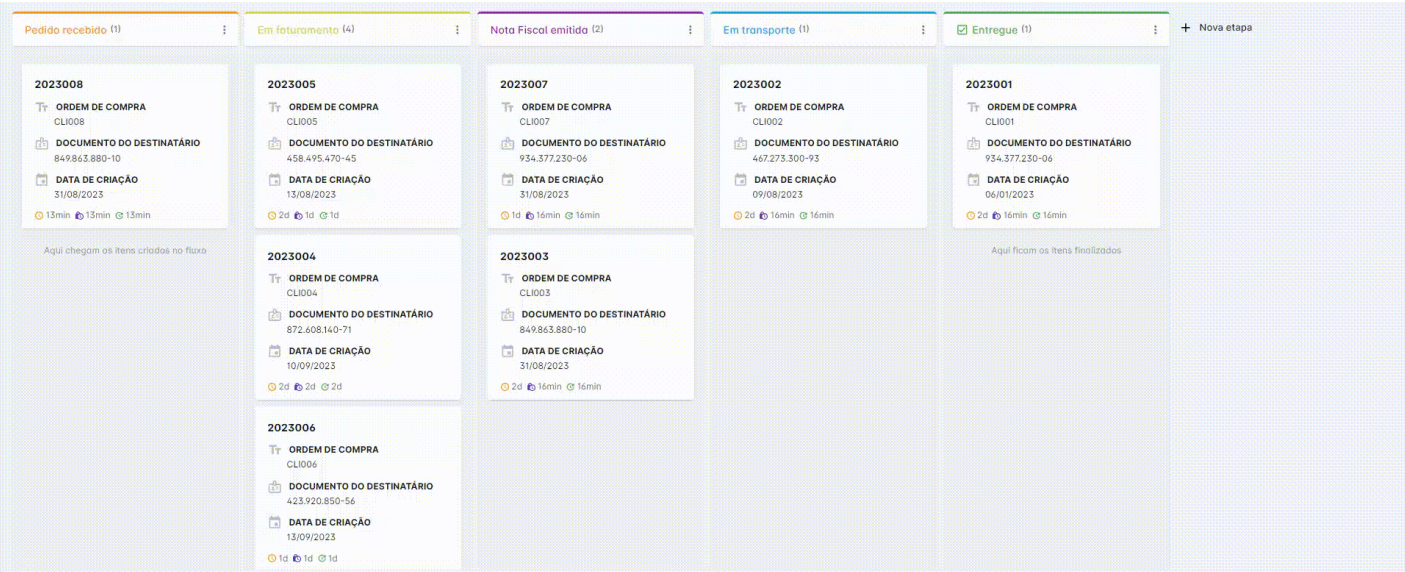 Pedido recebido (1)
Em faturamento (4)
Nota Fiscal emitida (2)
Em transporte (1)
Entregue (1)
Nova etapa
2023008
ORDEM DE COMPRA
CLI008
DOCUMENTO DO DESTINATÁRIO
849.863.880-10
DATA DE CRIAÇÃO
31/08/2023
13min 13min 13min
Aqui chegam os itens criados no fluxo
2023005
ORDEM DE COMPRA
CLI005
DOCUMENTO DO DESTINATÁRIO
458.495.470-45
DATA DE CRIAÇÃO
13/08/2023
2d 1d 1d
2023004
ORDEM DE COMPRA
CLI004
DOCUMENTO DO DESTINATÁRIO
872.608.140-71
DATA DE CRIAÇÃO
10/09/2023
2d 2d 2d
2023006
ORDEM DE COMPRA
CLI006
DOCUMENTO DO DESTINATÁRIO
423.920.850-56
DATA DE CRIAÇÃO
13/09/2023
1d 1d 1d
2023007
ORDEM DE COMPRA
CLI007
DOCUMENTO DO DESTINATÁRIO
934.377.230-06
DATA DE CRIAÇÃO
31/08/2023
1d 16min 16min
2023003
ORDEM DE COMPRA
CLI003
DOCUMENTO DO DESTINATÁRIO
849.863.880-10
DATA DE CRIAÇÃO
31/08/2023
2d 16min 16min
2023002
ORDEM DE COMPRA
CLI002
DOCUMENTO DO DESTINATÁRIO
467.273.300-93
DATA DE CRIAÇÃO
09/08/2023
2d 16min 16min
2023001
ORDEM DE COMPRA
CLI001
DOCUMENTO DO DESTINATÁRIO
934.377.230-06
DATA DE CRIAÇÃO
06/01/2023
2d 16min 16min
Aqui ficam os itens finalizados